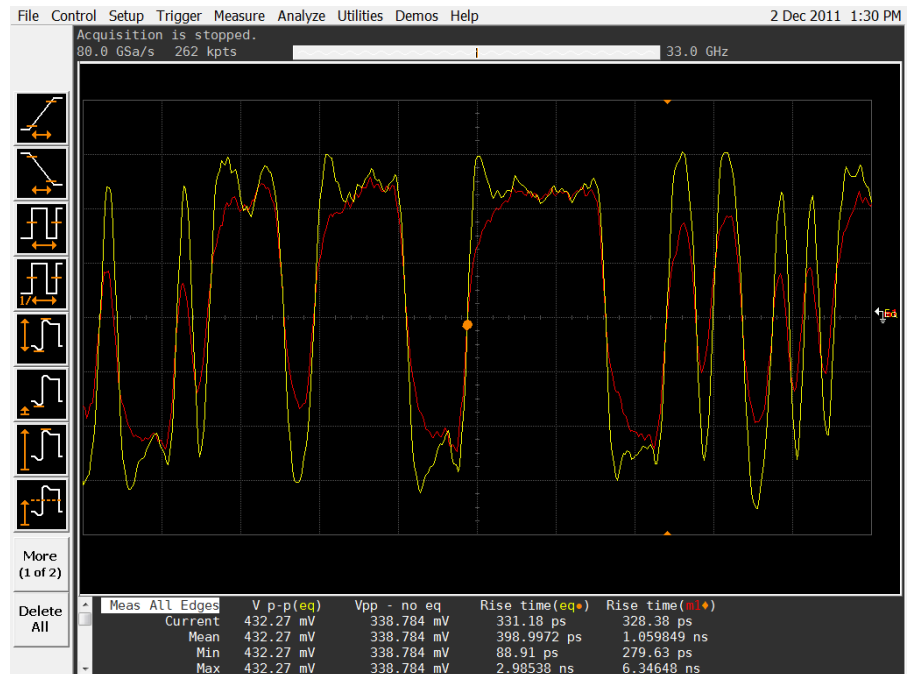 File Control Setup Trigger Measure Analyze Utilities Demos Help 2 Dec 2011 1:30 PM
Acquisition is stopped.
80.0 GSa/s 262 kpts 33.0 GHz
1/
Eq
More
(1 of 2)
Delete
All
Meas All Edges V p-p(eq) Vpp - no eq Rise time(eq●) Rise time(ml♦)
Current 432.27 mV 338.784 mV 331.18 ps 328.38 ps
Mean 432.27 mV 338.784 mV 398.9972 ps 1.059849 ns
Min 432.27 mV 338.784 mV 88.91 ps 279.63 ps
Max 432.27 mV 338.784 mV 2.98538 ns 6.34648 ns